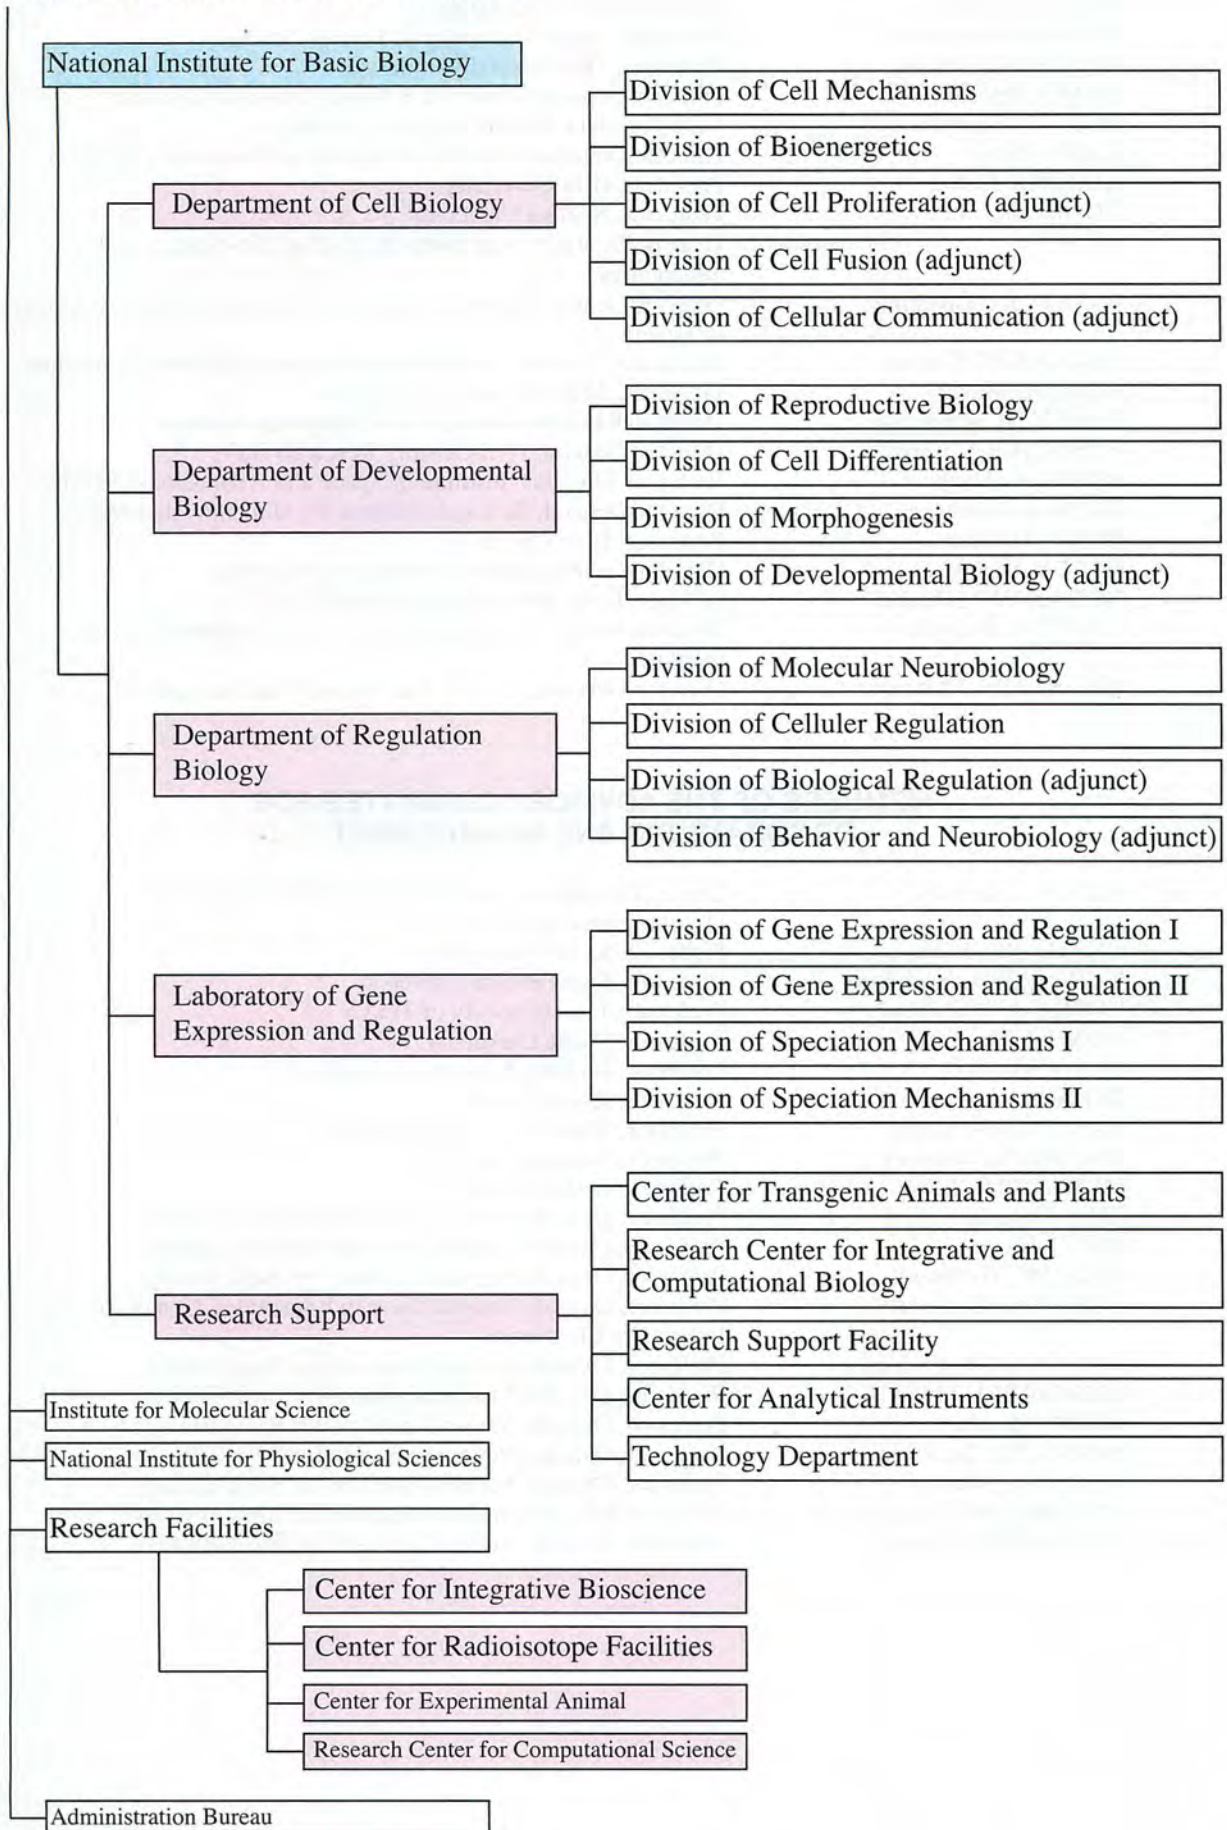 National Institute for Basic Biology
Department of Cell Biology
Division of Cell Mechanisms
Division of Bioenergetics
Division of Cell Proliferation (adjunct)
Division of Cell Fusion (adjunct)
Division of Cellular Communication (adjunct)
Department of Developmental
Biology
Division of Reproductive Biology
Division of Cell Differentiation
Division of Morphogenesis
Division of Developmental Biology (adjunct)
Department of Regulation
Biology
Division of Molecular Neurobiology
Division of Celluler Regulation
Division of Biological Regulation (adjunct)
Division of Behavior and Neurobiology (adjunct)
Laboratory of Gene
Expression and Regulation
Division of Gene Expression and Regulation I
Division of Gene Expression and Regulation II
Division of Speciation Mechanisms I
Division of Speciation Mechanisms II
Research Support
Center for Transgenic Animals and Plants
Research Center for Integrative and
Computational Biology
Research Support Facility
Center for Analytical Instruments
Technology Department
Institute for Molecular Science
National Institute for Physiological Sciences
Research Facilities
Center for Integrative Bioscience
Center for Radioisotope Facilities
Center for Experimental Animal
Research Center for Computational Science
Administration Bureau